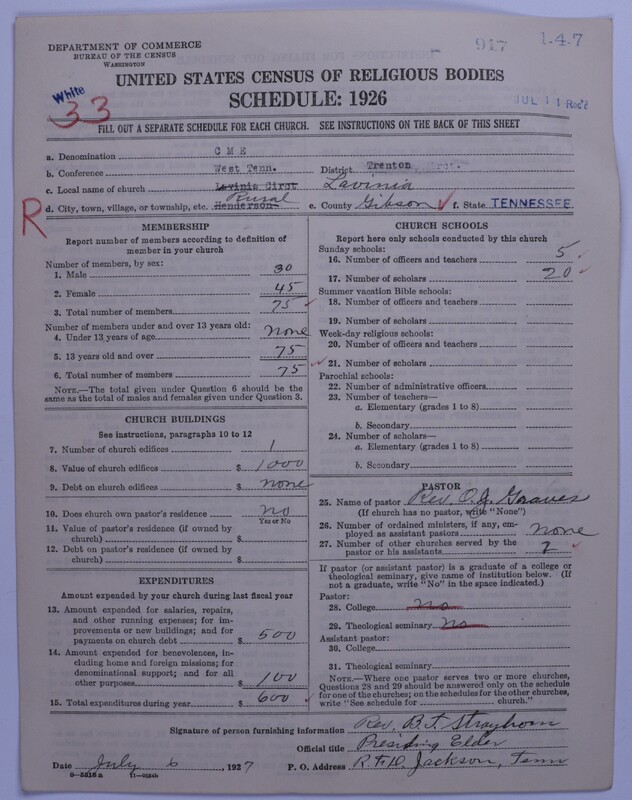 917 1.4.7
DEPARTMENT OF COMMERCE
BUREAU OF THE CENSUS
WASHINGTON
UNITED STATES CENSUS OF RELIGIOUS BODIES
SCHEDULE: 1926
JUL 11 Rec'd
White
33
FILL OUT A SEPARATE SCHEDULE FOR EACH CHURCH. SEE INSTRUCTIONS ON THE BACK OF THIS SHEET
a. Denomination C M E
b. Conference West Tenn. District Trenton Cirst.
c. Local name of church Lavinia Cirst Lavinia
R d. City, town, village, or township, etc. Henderson Rural e. County Gibson f. State TENNESSEE
MEMBERSHIP
Report number of members according to definition of
member in your church
Number of members, by sex:
1. Male 30
2. Female 45
3. Total number of members 75
Number of members under and over 13 years old:
4. Under 13 years of age none
5. 13 years old and over 75
6. Total number of members 75
NOTE.—The total given under Question 6 should be the
same as the total of males and females given under Question 3.
CHURCH BUILDINGS
See instructions, paragraphs 10 to 12
7. Number of church edifices 1
8. Value of church edifices $ 1000
9. Debt on church edifices $ none
10. Does church own pastor's residence no
Yes or No
11. Value of pastor's residence (if owned by
church) $
12. Debt on pastor's residence (if owned by
church) $
EXPENDITURES
Amount expended by your church during last fiscal year
13. Amount expended for salaries, repairs,
and other running expenses; for im-
provements or new buildings; and for
payments on church debt $ 500
14. Amount expended for benevolences, in-
cluding home and foreign missions; for
denominational support; and for all
other purposes $ 100
15. Total expenditures during year $ 600
CHURCH SCHOOLS
Report here only schools conducted by this church
Sunday schools:
16. Number of officers and teachers 5
17. Number of scholars 20
Summer vacation Bible schools:
18. Number of officers and teachers
19. Number of scholars
Week-day religious schools:
20. Number of officers and teachers
21. Number of scholars
Parochial schools:
22. Number of administrative officers
23. Number of teachers—
a. Elementary (grades 1 to 8)
b. Secondary
24. Number of scholars—
a. Elementary (grades 1 to 8)
b. Secondary
PASTOR
25. Name of pastor Rev. O. J. Graves
(If church has no pastor, write "None")
26. Number of ordained ministers, if any, em-
ployed as assistant pastors none
27. Number of other churches served by the
pastor or his assistants 2
If pastor (or assistant pastor) is a graduate of a college or
theological seminary, give name of institution below. (If
not a graduate, write "No" in the space indicated.)
Pastor:
28. College No
29. Theological seminary No
Assistant pastor:
30. College
31. Theological seminary
NOTE.—Where one pastor serves two or more churches,
Questions 28 and 29 should be answered only on the schedule
for one of the churches; on the schedules for the other churches,
write "See schedule for church."
Signature of person furnishing information Rev. B. T. Strayhorn
Official title Presiding Elder
Date July 6, 1927 P. O. Address R.F.D. Jackson, Tenn
8—5516 a 11—9124b